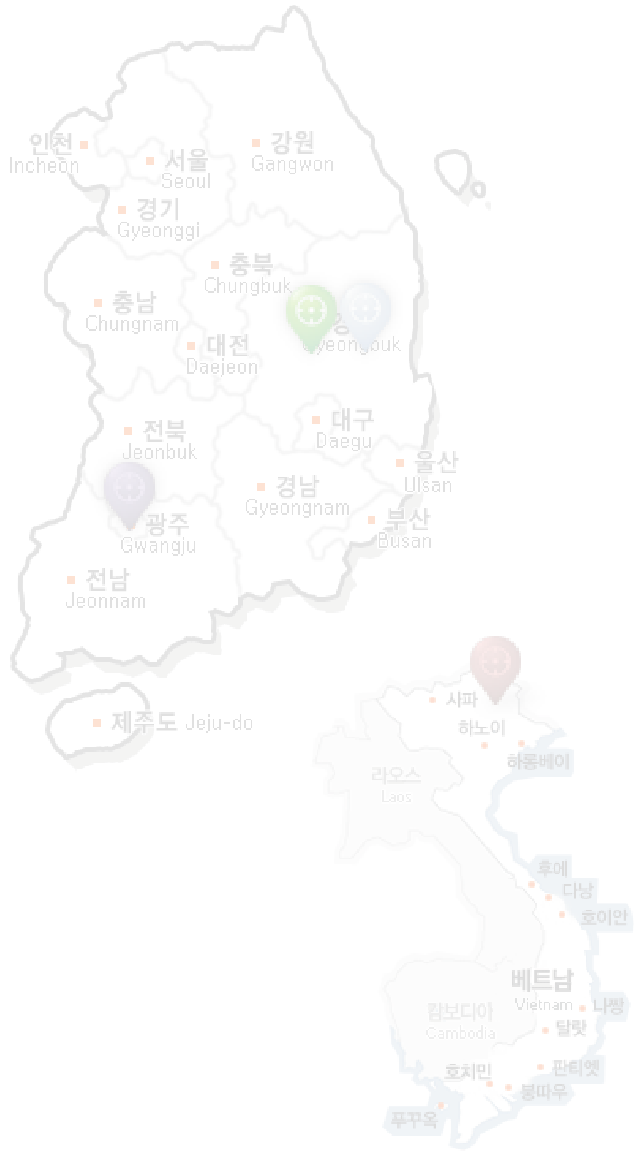 인천
Incheon
서울
Seoul
강원
Gangwon
경기
Gyeonggi
충북
Chungbuk
충남
Chungnam
Gyeongbuk
대전
Daejeon
대구
Daegu
전북
Jeonbuk
울산
Ulsan
경남
Gyeongnam
부산
Busan
광주
Gwangju
전남
Jeonnam
제주도 Jeju-do
사파
하노이
하롱베이
라오스
Laos
후에
다낭
호이안
베트남
Vietnam
나짱
캄보디아
Cambodia
달랏
호치민
판티엣
붕따우
푸꾸옥